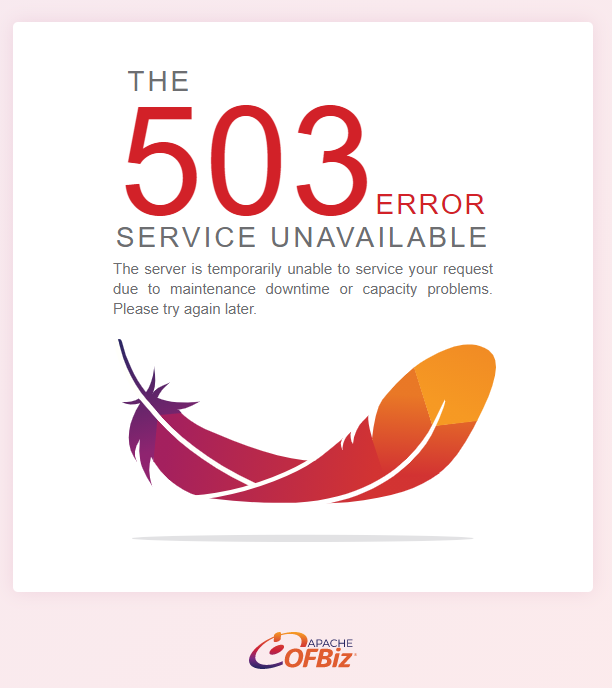 THE
503 ERROR
SERVICE UNAVAILABLE
The server is temporarily unable to service your request
due to maintenance downtime or capacity problems.
Please try again later.
APACHE
OFBiz